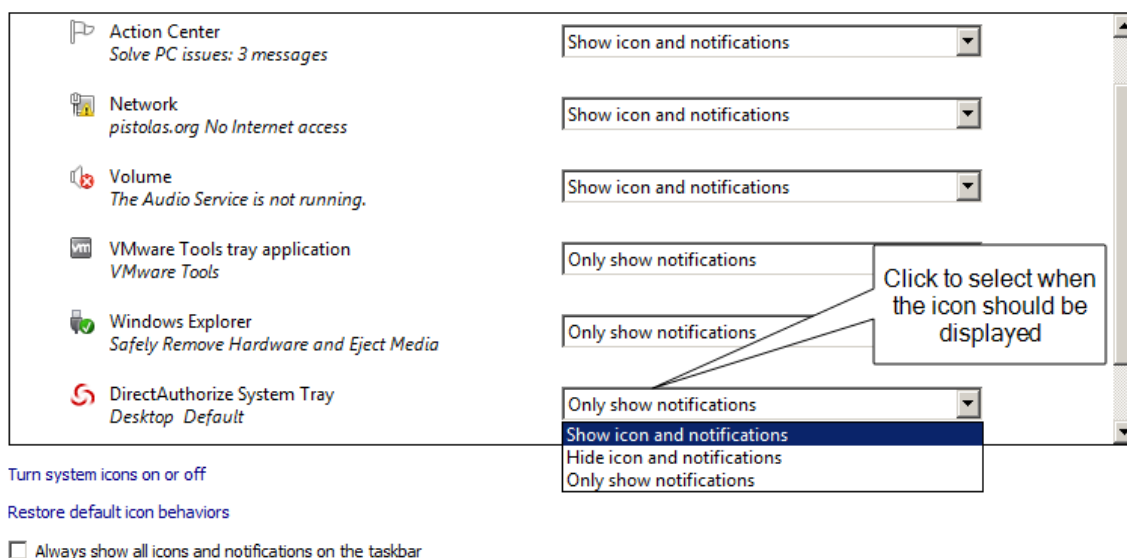 Action Center
Show icon and notifications
Solve PC issues: 3 messages
Network
Show icon and notifications
pistolas.org No Internet access
Volume
Show icon and notifications
The Audio Service is not running.
vm
VMware Tools tray application
Only show notifications
VMware Tools
Click to select when
the icon should be
displayed
Windows Explorer
Only show notifications
Safely Remove Hardware and Eject Media
DirectAuthorize System Tray
Only show notifications
Desktop Default
Show icon and notifications
Hide icon and notifications
Only show notifications
Turn system icons on or off
Restore default icon behaviors
Always show all icons and notifications on the taskbar